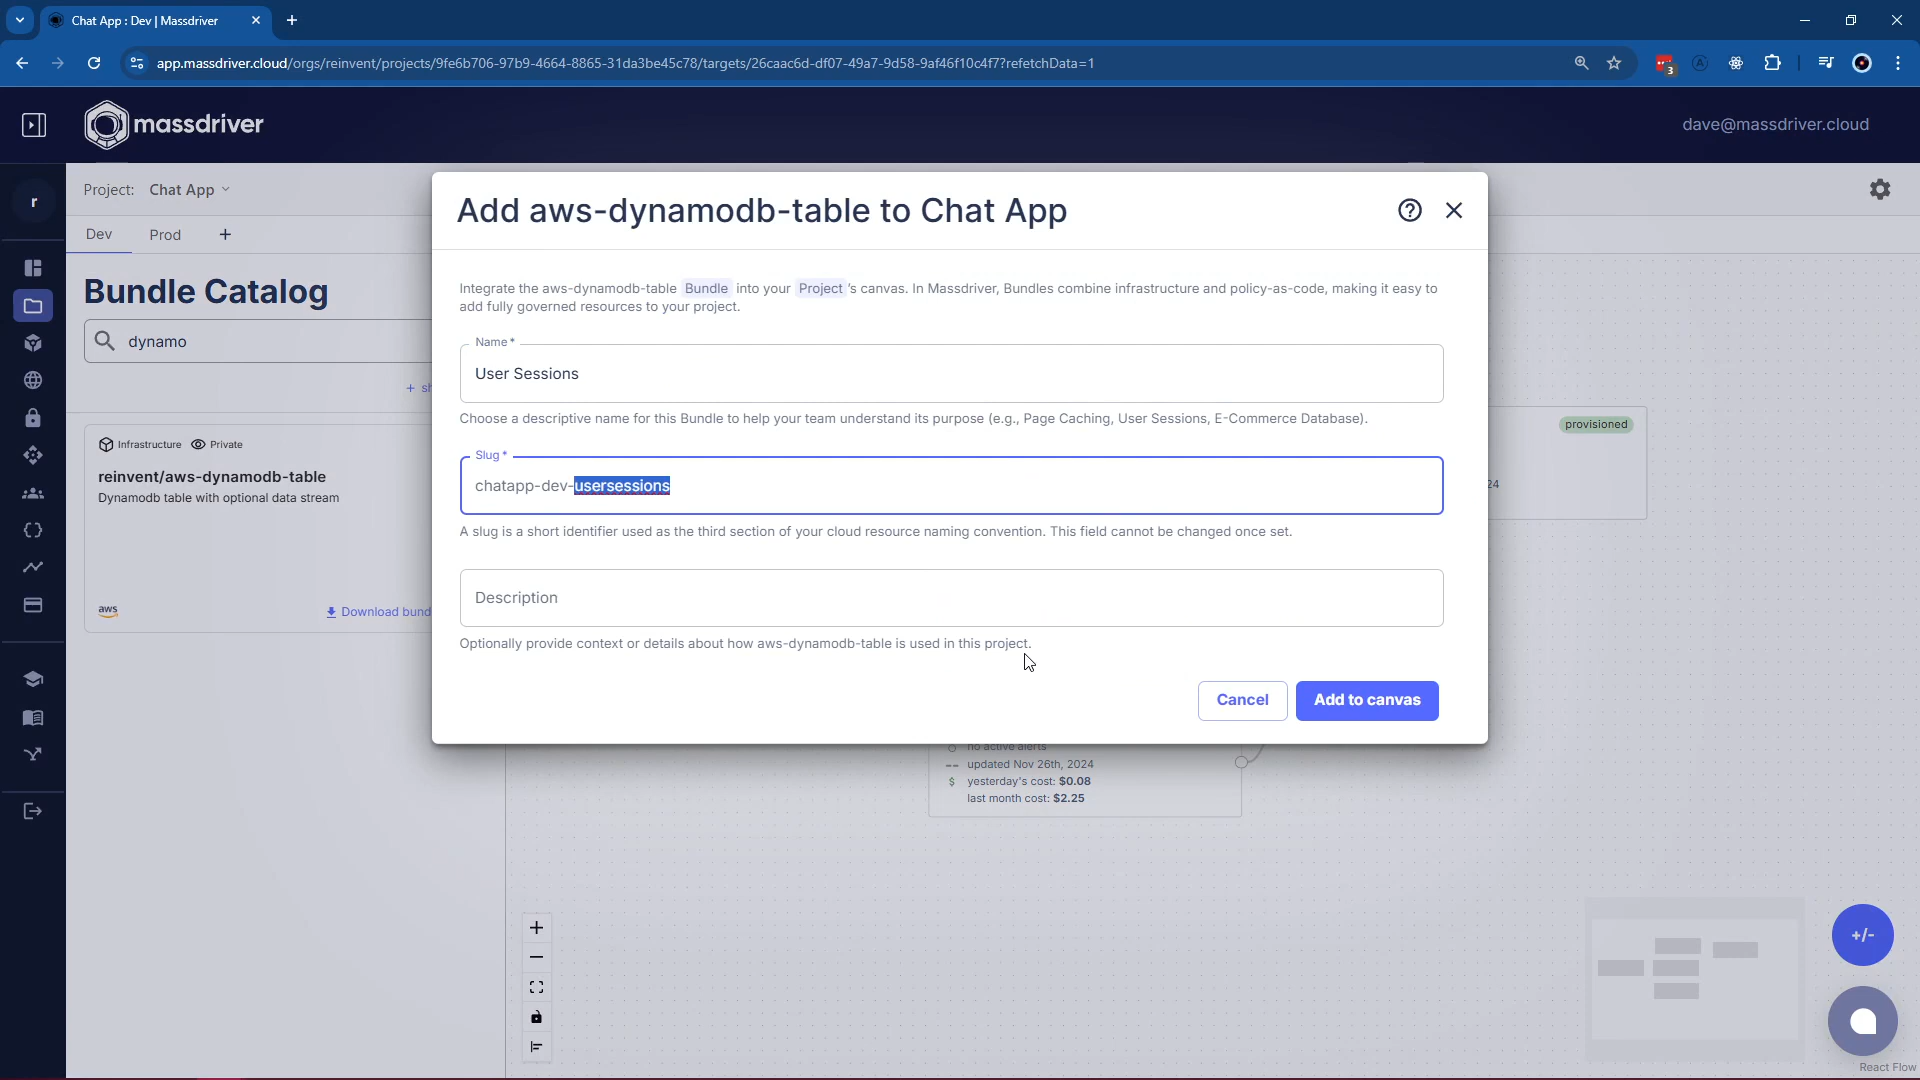 Chat App : Dev | Massdriver
app.massdriver.cloud/orgs/reinvent/projects/9fe6b706-97b9-4664-8865-31da3be45c78/targets/26caac6d-df07-49a7-9d58-9af46f10c4f7?refetchData=1
3
massdriver
dave@massdriver.cloud
r
Project: Chat App
Dev Prod +
Bundle Catalog
dynamo
+ sh
Infrastructure Private
reinvent/aws-dynamodb-table
Dynamodb table with optional data stream
aws
Download bund
Add aws-dynamodb-table to Chat App
Integrate the aws-dynamodb-table Bundle into your Project 's canvas. In Massdriver, Bundles combine infrastructure and policy-as-code, making it easy to
add fully governed resources to your project.
Name *
User Sessions
Choose a descriptive name for this Bundle to help your team understand its purpose (e.g., Page Caching, User Sessions, E-Commerce Database).
Slug *
chatapp-dev-usersessions
A slug is a short identifier used as the third section of your cloud resource naming convention. This field cannot be changed once set.
Description
Optionally provide context or details about how aws-dynamodb-table is used in this project.
Cancel Add to canvas
provisioned
24
no active alerts
updated Nov 26th, 2024
$ yesterday's cost: $0.08
last month cost: $2.25
+/-
React Flow